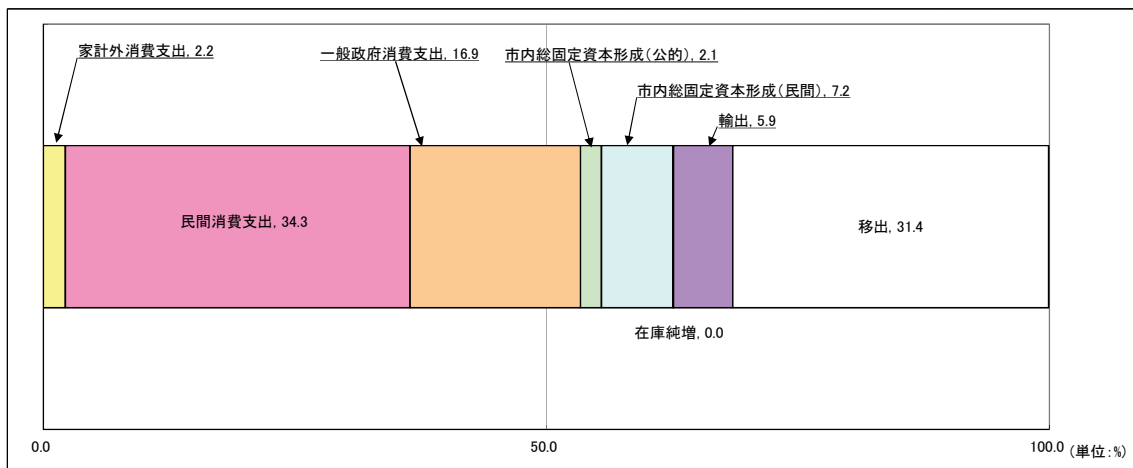 家計外消費支出, 2.2
一般政府消費支出, 16.9
市内総固定資本形成(公的), 2.1
市内総固定資本形成(民間), 7.2
輸出, 5.9
民間消費支出, 34.3
移出, 31.4
在庫純増, 0.0
0.0
50.0
100.0
(単位:%)